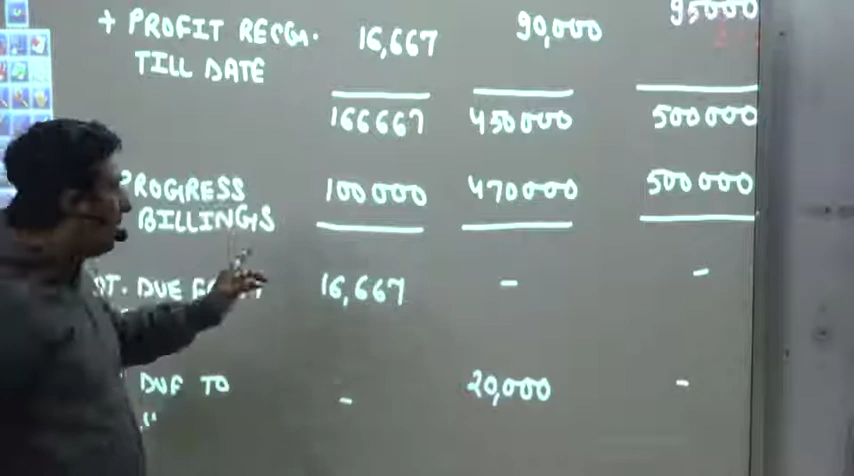 + PROFIT RECGN. 16,667 90,000 95000
TILL DATE
166667 450000 500000
PROGRESS 100000 470000 500000
BILLINGS
DUE 16,667 - -
DUE TO - 20,000 -
"